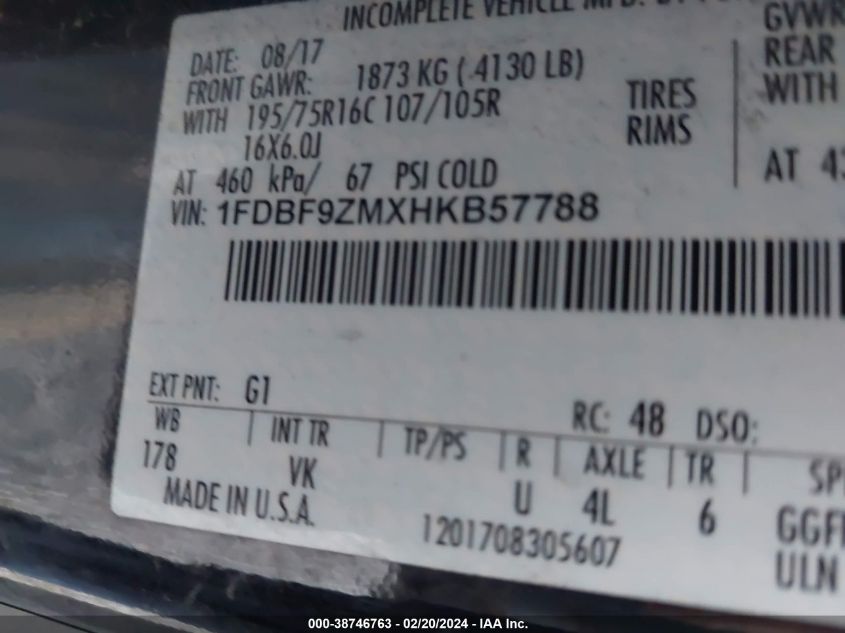 INCOMPLETE VEHICLE MFD. BY
GVWR
DATE: 08/17
REAR
FRONT GAWR: 1873 KG ( 4130 LB)
WITH
WITH 195/75R16C 107/105R TIRES
16X6.0J RIMS
AT 460 kPa/ 67 PSI COLD
AT 43
VIN: 1FDBF9ZMXHKB57788
EXT PNT: G1 RC: 48 DSO:
WB INT TR TP/PS R AXLE TR
178 VK U 4L 6
MADE IN U.S.A. 1201708305607
ULN
000-38746763 - 02/20/2024 - IAA Inc.